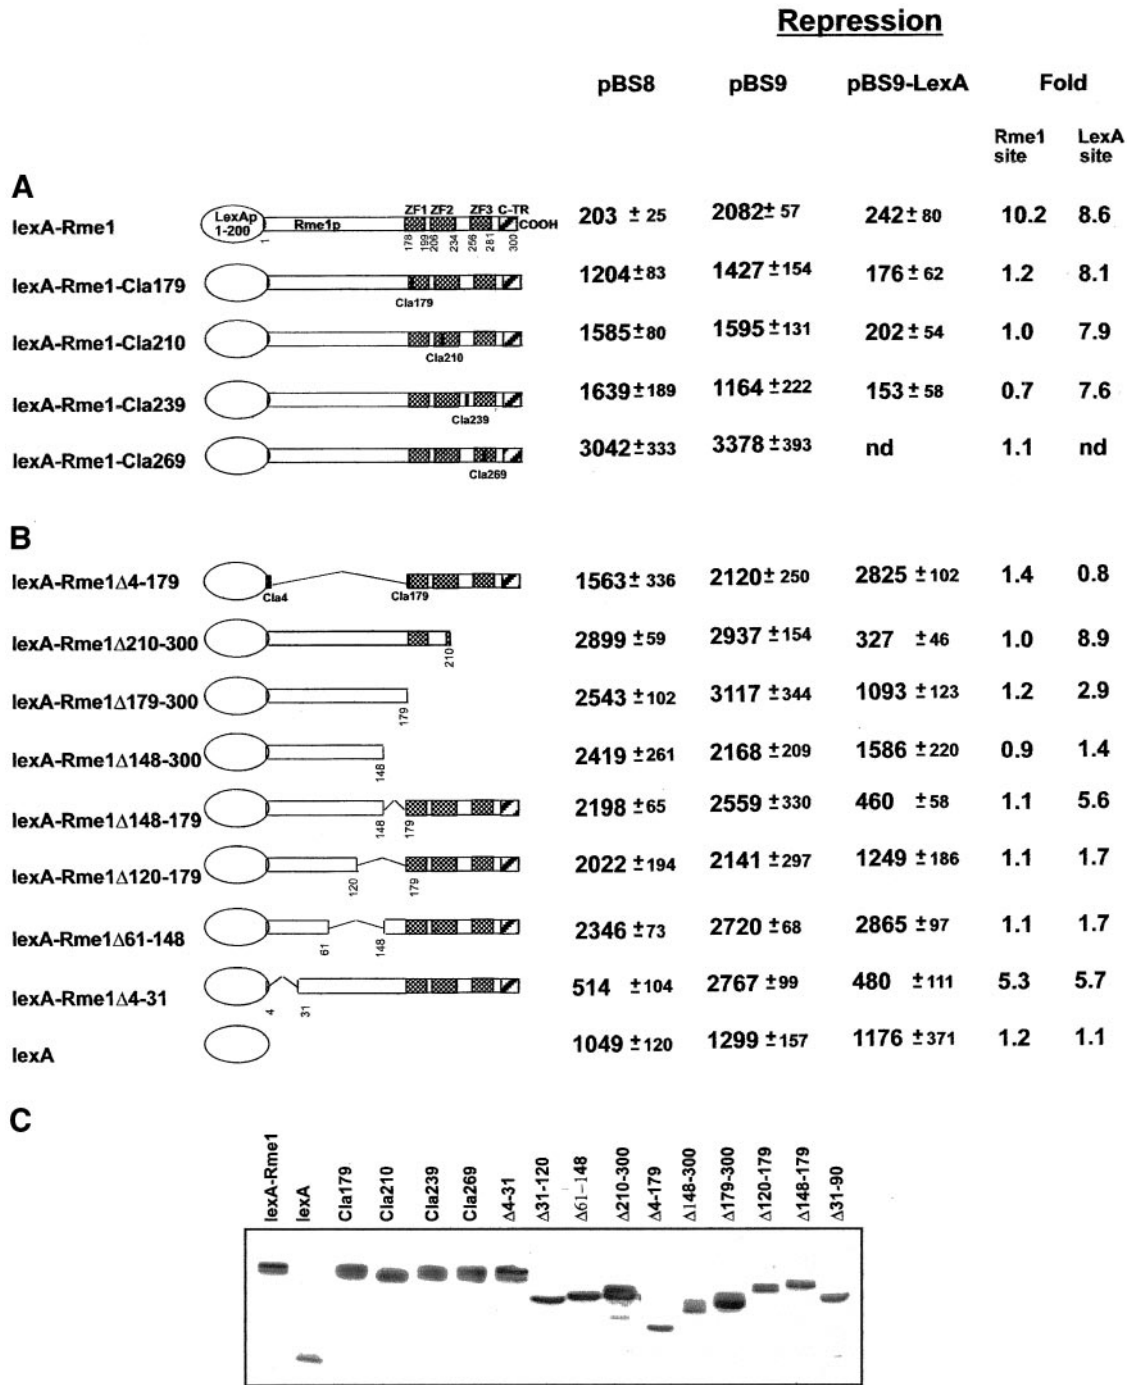 Repression
pBS8 pBS9 pBS9-LexA Fold
Rme1 site LexA site
A
lexA-Rme1 LexAp 1-200 1 Rme1p ZF1 ZF2 ZF3 C-TR COOH 203 ± 25 2082± 57 242± 80 10.2 8.6
178 199 206 234 256 281 300
lexA-Rme1-Cla179 1204±83 1427±154 176± 62 1.2 8.1
Cla179
lexA-Rme1-Cla210 1585±80 1595±131 202± 54 1.0 7.9
Cla210
lexA-Rme1-Cla239 1639±189 1164±222 153± 58 0.7 7.6
Cla239
lexA-Rme1-Cla269 3042±333 3378±393 nd 1.1 nd
Cla269
B
lexA-Rme1Δ4-179 1563± 336 2120± 250 2825± 102 1.4 0.8
Cla4 Cla179
lexA-Rme1Δ210-300 2899±59 2937±154 327 ±46 1.0 8.9
210
lexA-Rme1Δ179-300 2543±102 3117±344 1093±123 1.2 2.9
179
lexA-Rme1Δ148-300 2419±261 2168±209 1586±220 0.9 1.4
148
lexA-Rme1Δ148-179 2198±65 2559±330 460 ±58 1.1 5.6
148 179
lexA-Rme1Δ120-179 2022±194 2141±297 1249±186 1.1 1.7
120 179
lexA-Rme1Δ61-148 2346±73 2720±68 2865±97 1.1 1.7
61 148
lexA-Rme1Δ4-31 514 ±104 2767±99 480 ±111 5.3 5.7
4 31
lexA 1049±120 1299±157 1176±371 1.2 1.1
C
lexA-Rme1 lexA Cla179 Cla210 Cla239 Cla269 Δ4-31 Δ31-120 Δ61-148 Δ210-300 Δ4-179 Δ148-300 Δ179-300 Δ120-179 Δ148-179 Δ31-90